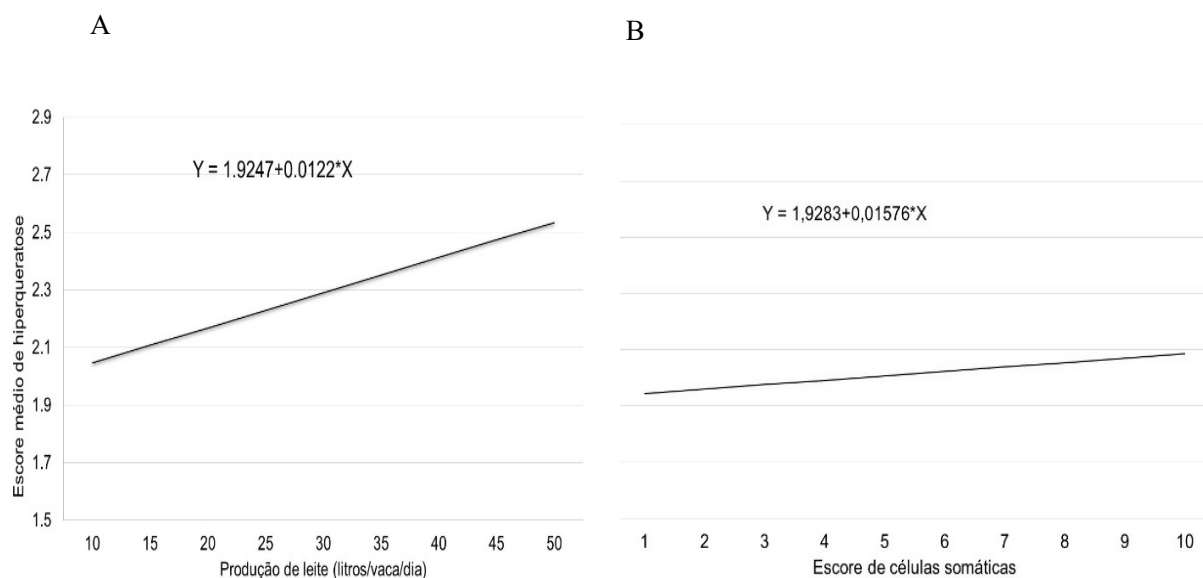 A
B
2.9
2.7
2.5
2.3
2.1
1.9
1.7
1.5
Escore médio de hiperqueratose
Y = 1.9247+0.0122*X
10 15 20 25 30 35 40 45 50
Produção de leite (litros/vaca/dia)
Y = 1,9283+0,01576*X
1 2 3 4 5 6 7 8 9 10
Escore de células somáticas